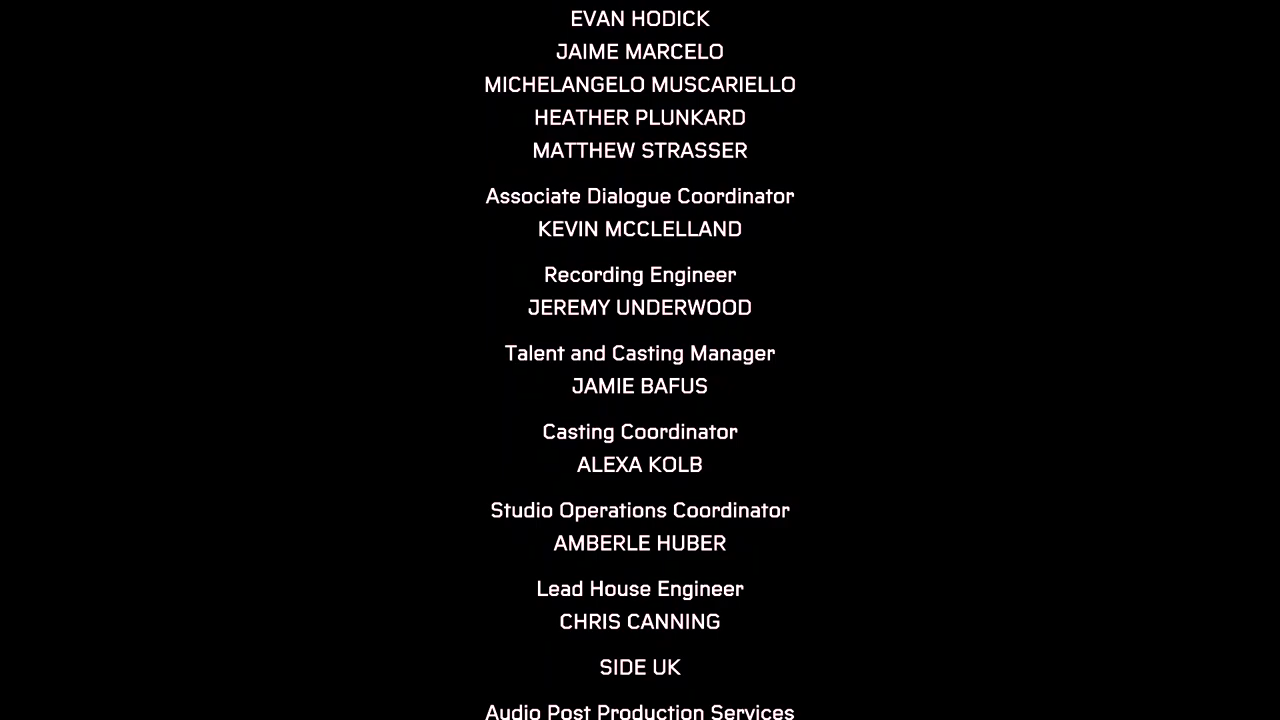 EVAN HODICK
JAIME MARCELO
MICHELANGELO MUSCARIELLO
HEATHER PLUNKARD
MATTHEW STRASSER
Associate Dialogue Coordinator
KEVIN MCCLELLAND
Recording Engineer
JEREMY UNDERWOOD
Talent and Casting Manager
JAMIE BAFUS
Casting Coordinator
ALEXA KOLB
Studio Operations Coordinator
AMBERLE HUBER
Lead House Engineer
CHRIS CANNING
SIDE UK
Audio Post Production Services